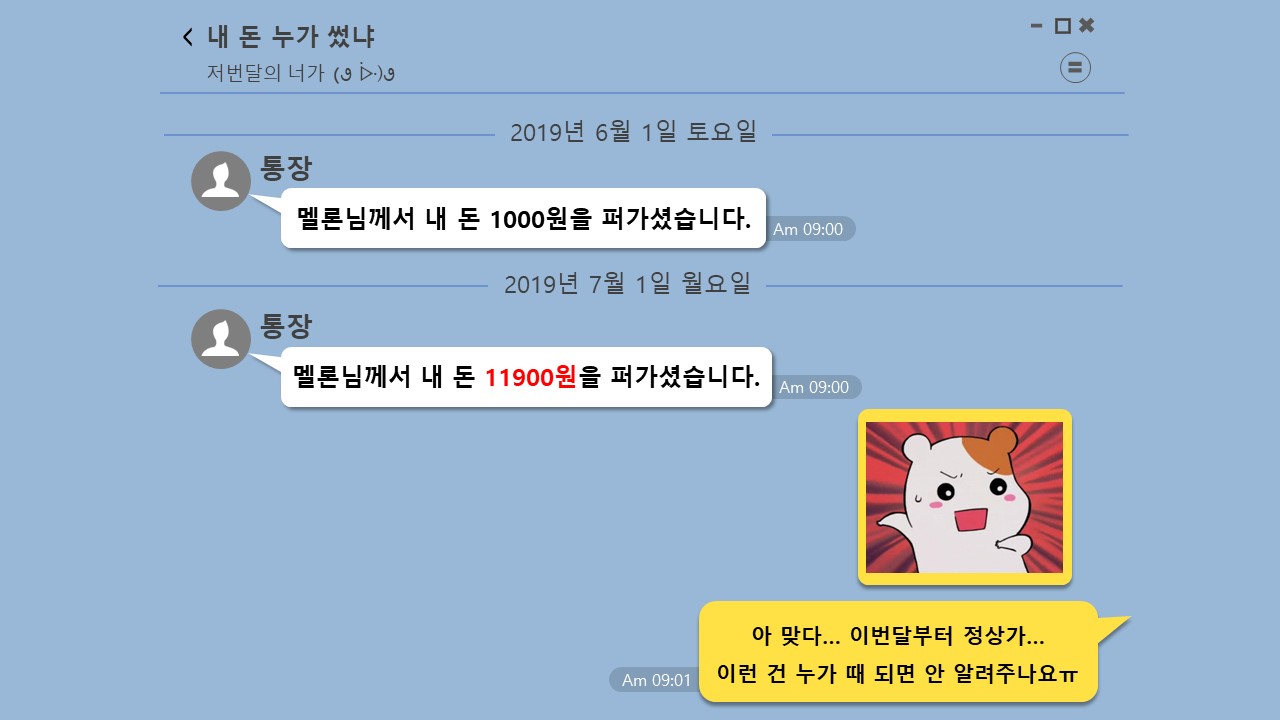 내 돈 누가 썼냐
저번달의 너가 (و ˙ᐖ·)و
2019년 6월 1일 토요일
통장
멜론님께서 내 돈 1000원을 퍼가셨습니다.
Am 09:00
2019년 7월 1일 월요일
통장
멜론님께서 내 돈 11900원을 퍼가셨습니다.
Am 09:00
아 맞다... 이번달부터 정상가...
이런 건 누가 때 되면 안 알려주나요ㅠ
Am 09:01